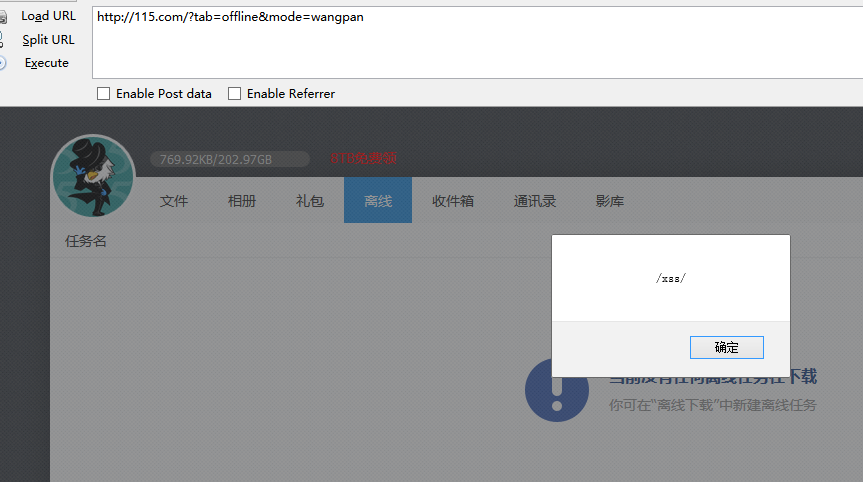 Load URL
http://115.com/?tab=offline&mode=wangpan
Split URL
Execute
Enable Post data Enable Referrer
769.92KB/202.97GB
文件 相册 礼包 离线 收件箱 通讯录 影库
任务名
/xss/
确定
当前没有任何离线任务在下载
你可在"离线下载"中新建离线任务